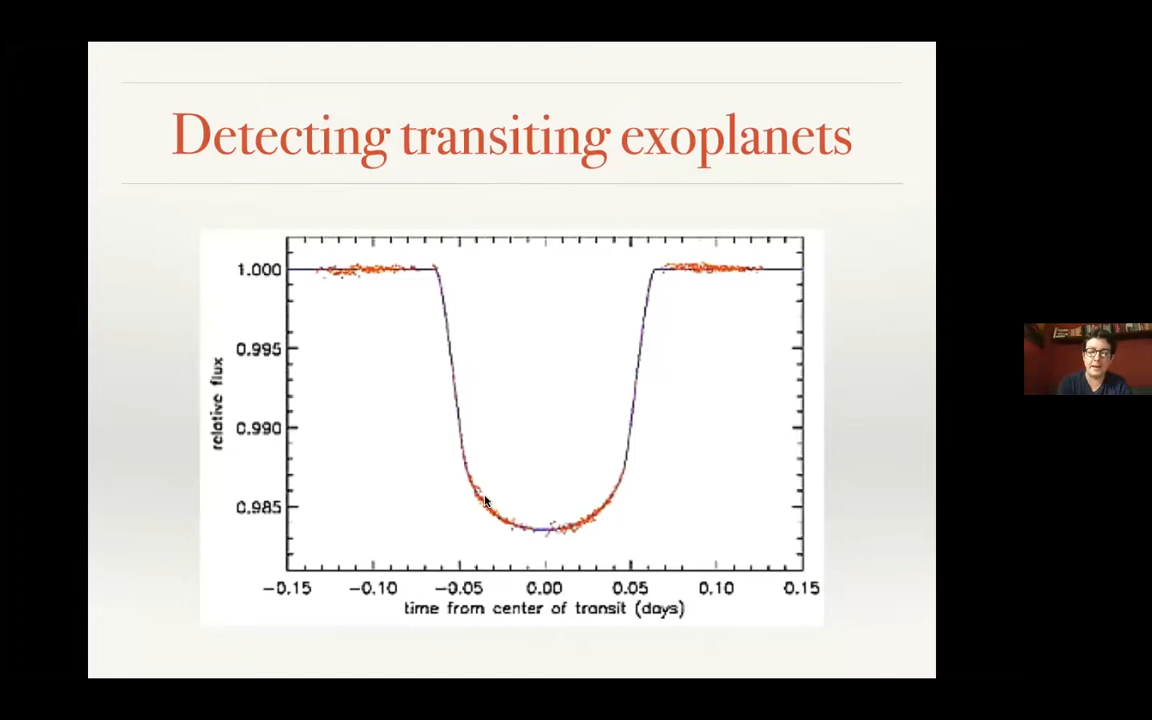 Detecting transiting exoplanets
1.000
0.995
0.990
0.985
relative flux
−0.15 −0.10 −0.05 0.00 0.05 0.10 0.15
time from center of transit (days)